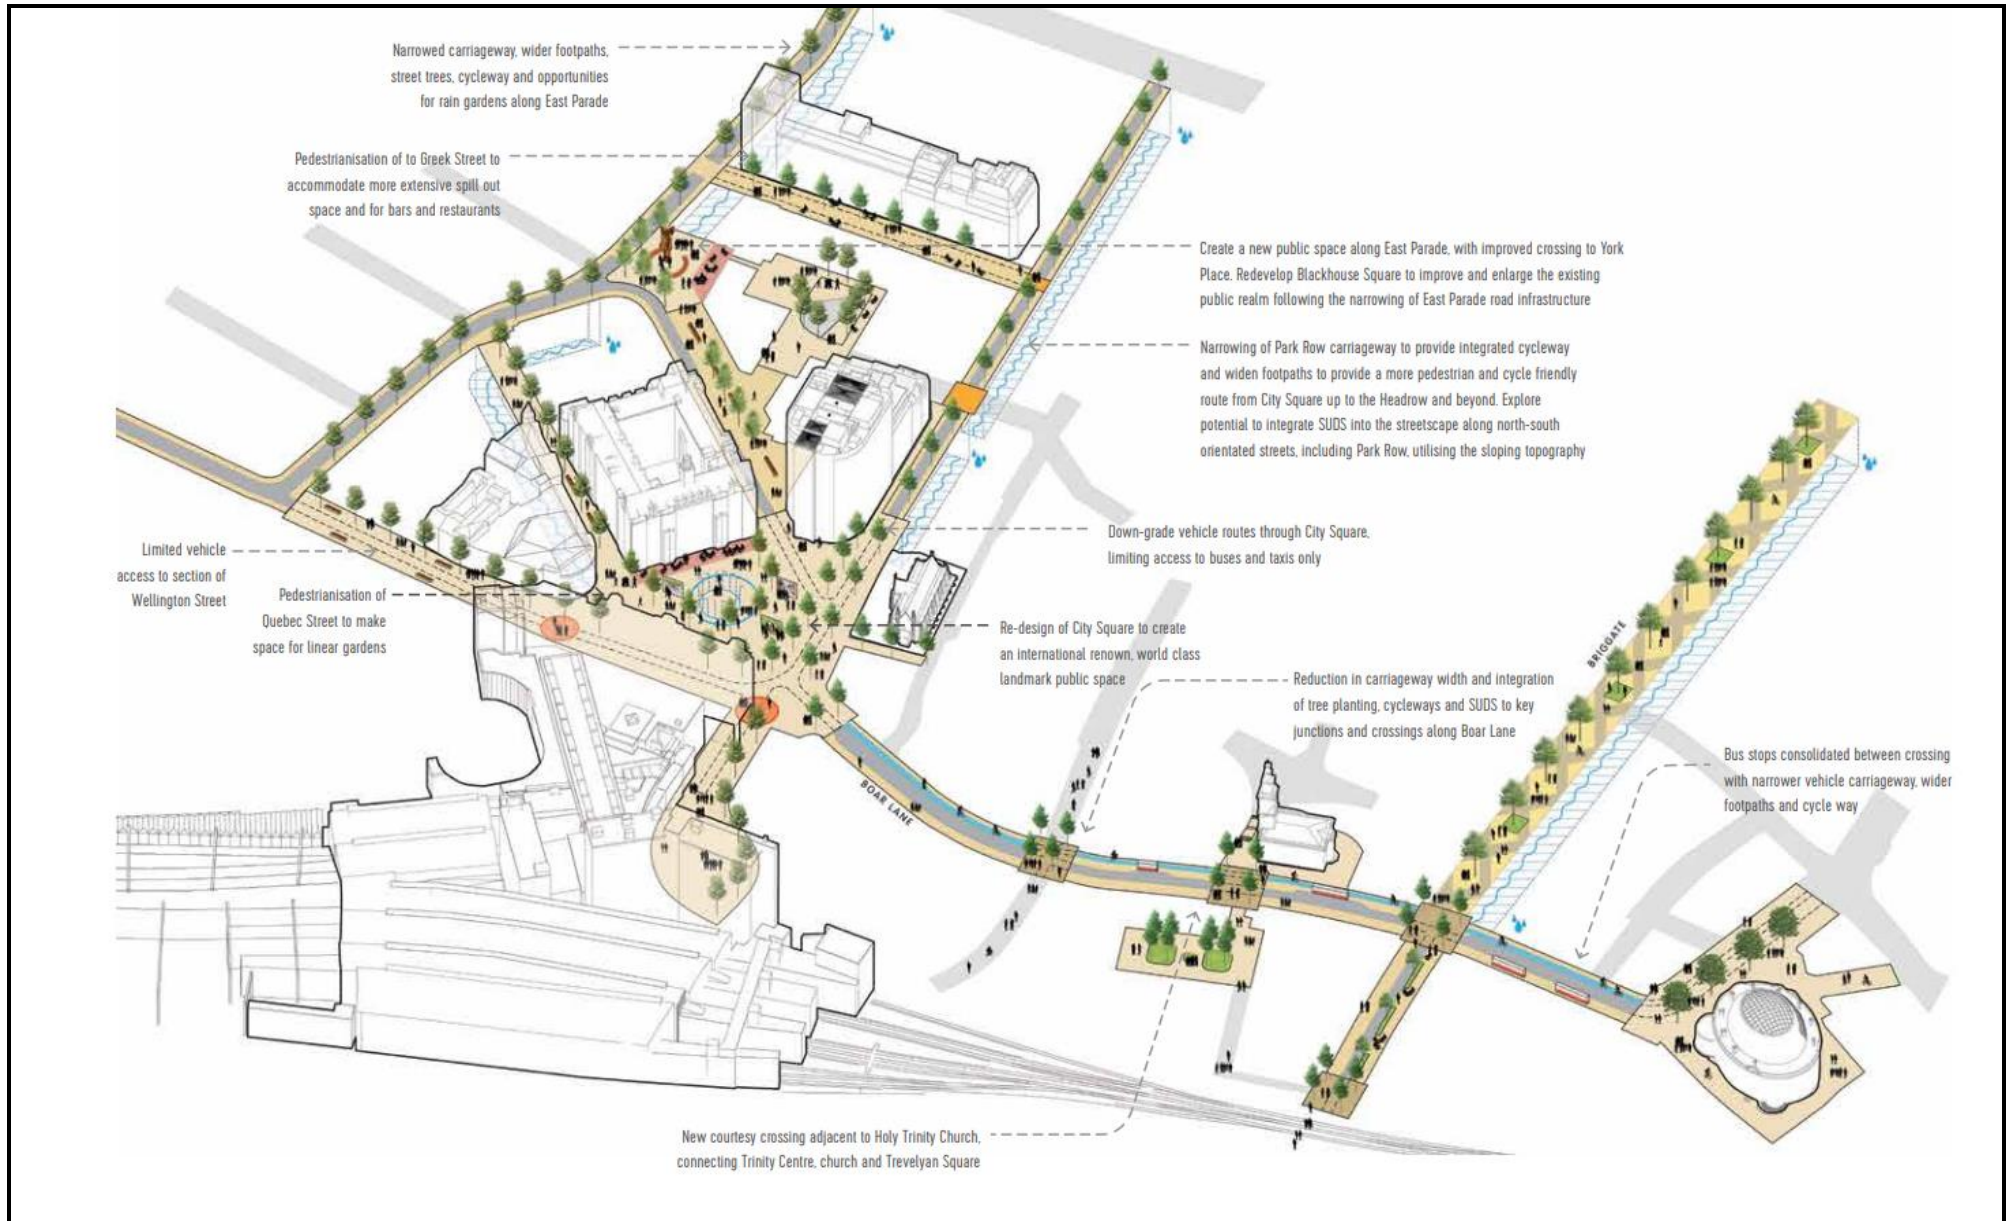 Narrowed carriageway, wider footpaths,
street trees, cycleway and opportunities
for rain gardens along East Parade
Pedestrianisation of to Greek Street to
accommodate more extensive spill out
space and for bars and restaurants
Create a new public space along East Parade, with improved crossing to York
Place. Redevelop Blackhouse Square to improve and enlarge the existing
public realm following the narrowing of East Parade road infrastructure
Narrowing of Park Row carriageway to provide integrated cycleway
and widen footpaths to provide a more pedestrian and cycle friendly
route from City Square up to the Headrow and beyond. Explore
potential to integrate SUDS into the streetscape along north-south
orientated streets, including Park Row, utilising the sloping topography
Down-grade vehicle routes through City Square,
limiting access to buses and taxis only
Limited vehicle
access to section of
Wellington Street
Pedestrianisation of
Quebec Street to make
space for linear gardens
Re-design of City Square to create
an international renown, world class
landmark public space
BRIGGATE
Reduction in carriageway width and integration
of tree planting, cycleways and SUDS to key
junctions and crossings along Boar Lane
Bus stops consolidated between crossing
with narrower vehicle carriageway, wider
footpaths and cycle way
BOAR LANE
New courtesy crossing adjacent to Holy Trinity Church,
connecting Trinity Centre, church and Trevelyan Square